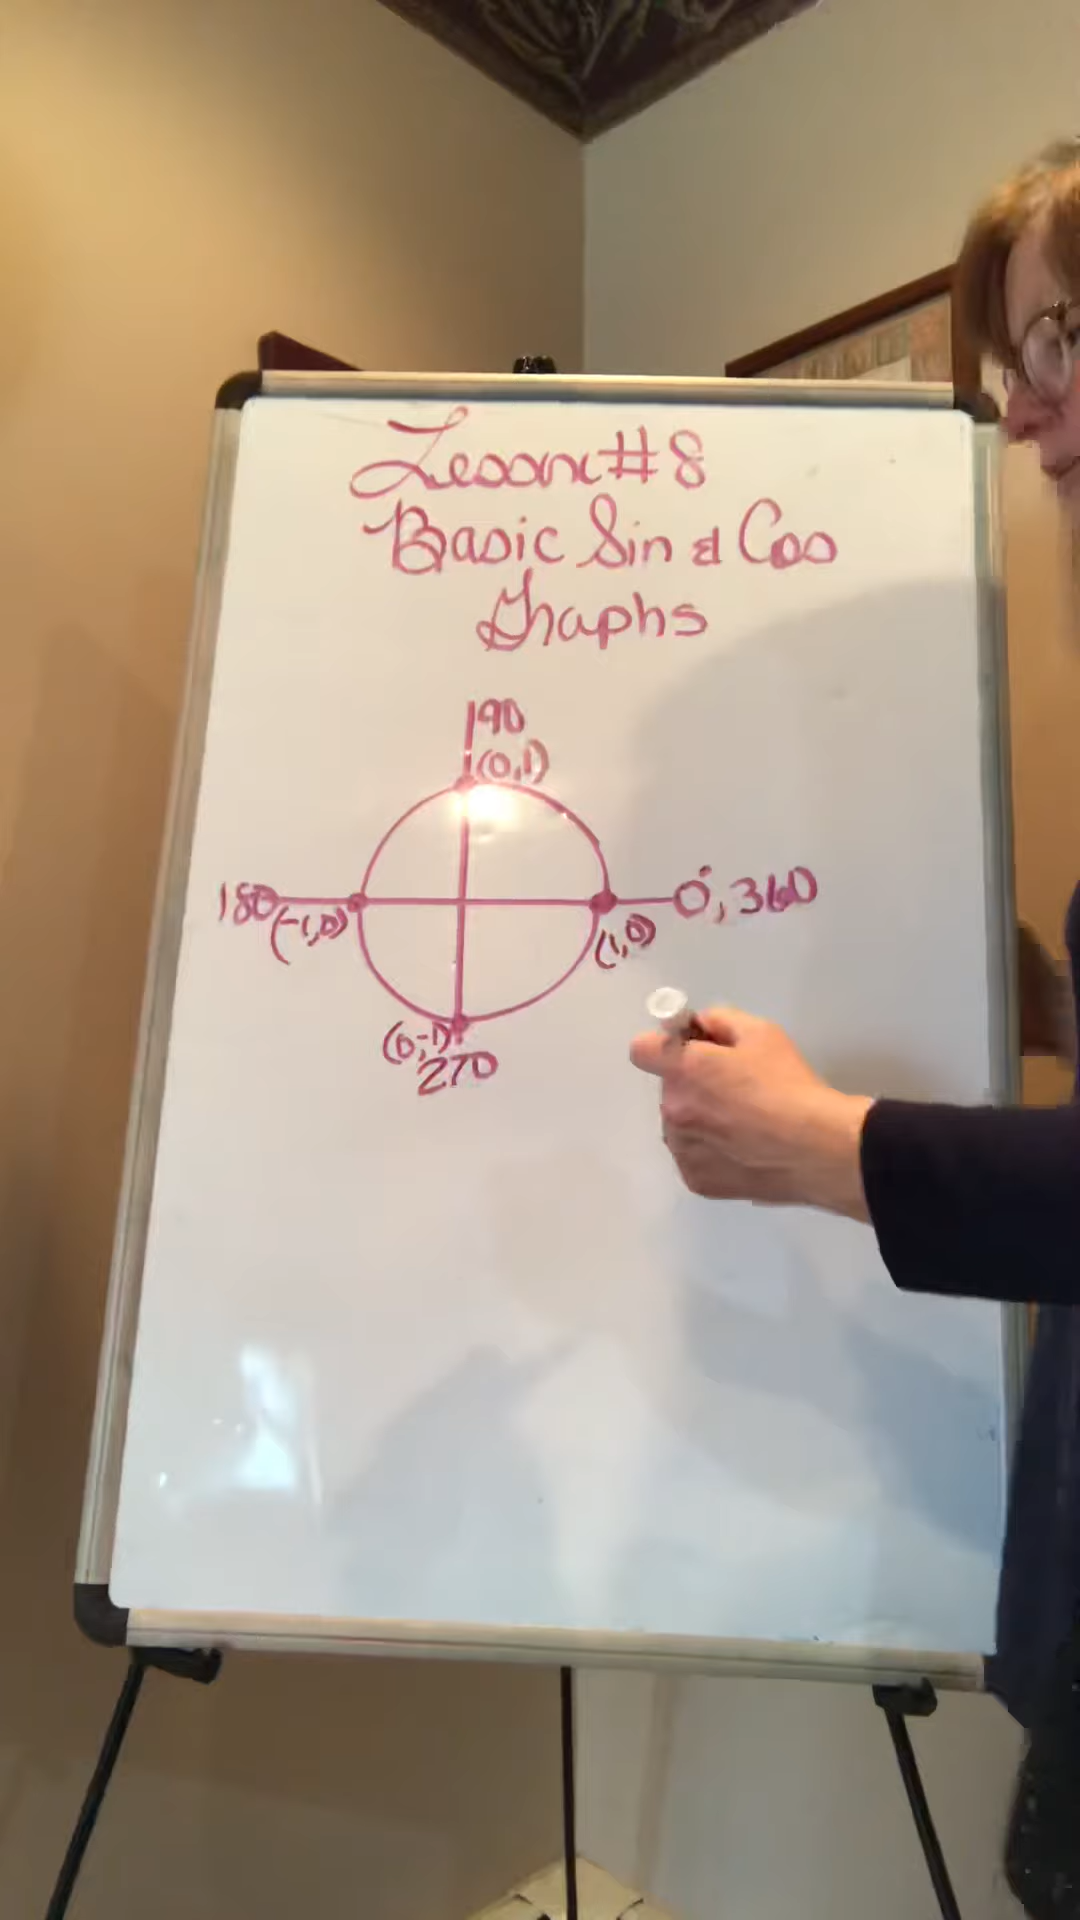 Lesson #8
Basic Sin & Cos
Graphs
90
(0,1)
180
0°, 360
(-1,0)
(1,0)
(0,-1)
270